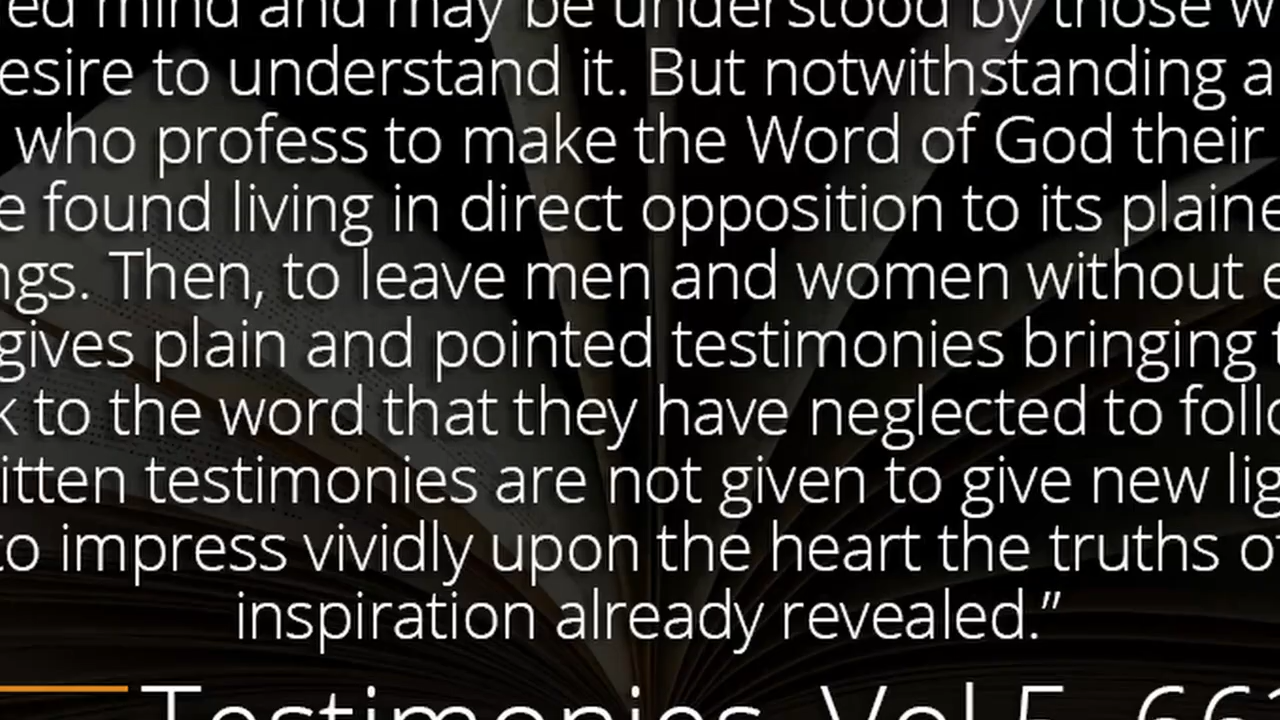 ed mind and may be understood by those w
esire to understand it. But notwithstanding a
who profess to make the Word of God their
e found living in direct opposition to its plaine
ngs. Then, to leave men and women without e
gives plain and pointed testimonies bringing t
k to the word that they have neglected to follo
itten testimonies are not given to give new lig
to impress vividly upon the heart the truths of
inspiration already revealed.”
Testimonies, Vol 5, 663